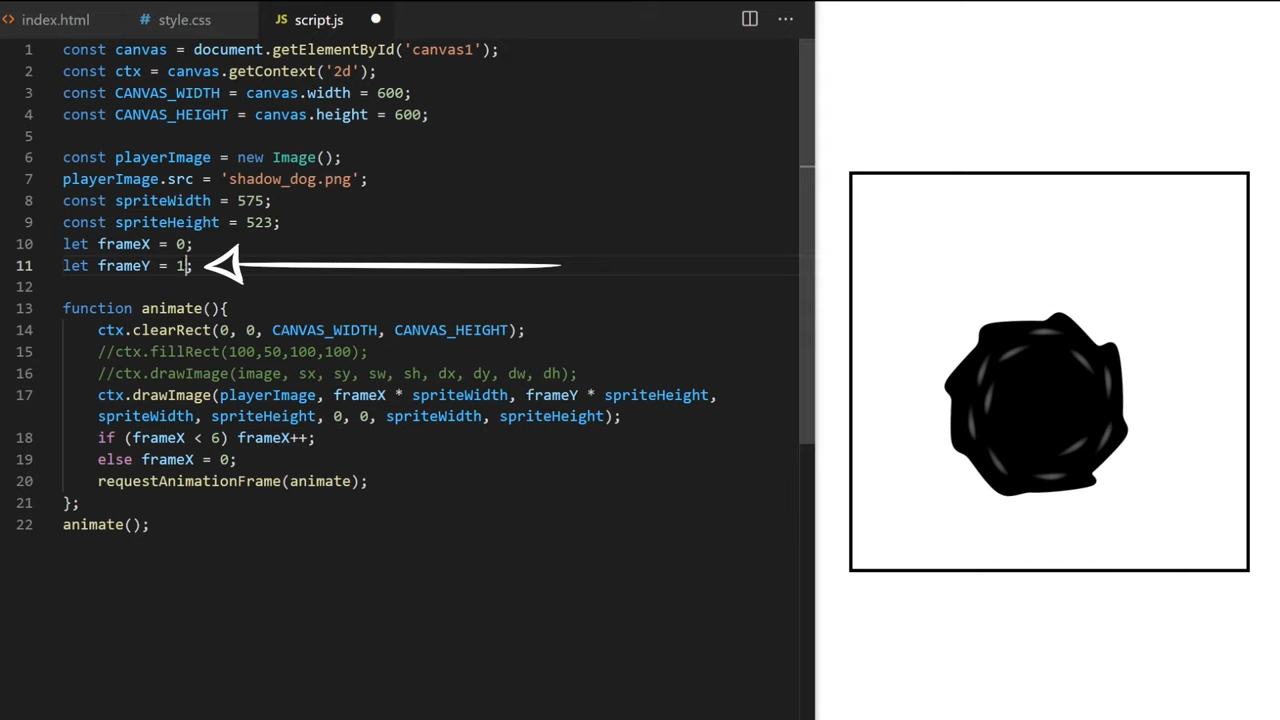 index.html # style.css JS script.js
1 const canvas = document.getElementById('canvas1');
2 const ctx = canvas.getContext('2d');
3 const CANVAS_WIDTH = canvas.width = 600;
4 const CANVAS_HEIGHT = canvas.height = 600;
5
6 const playerImage = new Image();
7 playerImage.src = 'shadow_dog.png';
8 const spriteWidth = 575;
9 const spriteHeight = 523;
10 let frameX = 0;
11 let frameY = 1;
12
13 function animate(){
14 ctx.clearRect(0, 0, CANVAS_WIDTH, CANVAS_HEIGHT);
15 //ctx.fillRect(100,50,100,100);
16 //ctx.drawImage(image, sx, sy, sw, sh, dx, dy, dw, dh);
17 ctx.drawImage(playerImage, frameX * spriteWidth, frameY * spriteHeight,
spriteWidth, spriteHeight, 0, 0, spriteWidth, spriteHeight);
18 if (frameX < 6) frameX++;
19 else frameX = 0;
20 requestAnimationFrame(animate);
21 };
22 animate();